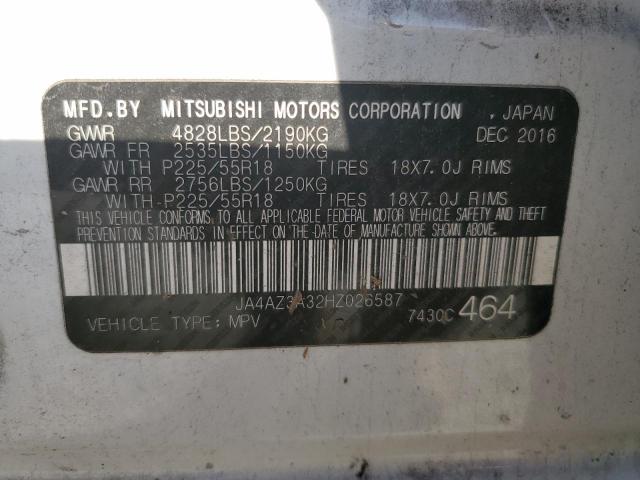 MFD.BY MITSUBISHI MOTORS CORPORATION , JAPAN
GVWR 4828LBS/2190KG DEC 2016
GAWR FR 2535LBS/1150KG
WITH P225/55R18 TIRES 18X7.0J RIMS
GAWR RR 2756LBS/1250KG
WITH P225/55R18 TIRES 18X7.0J RIMS
THIS VEHICLE CONFORMS TO ALL APPLICABLE FEDERAL MOTOR VEHICLE SAFETY AND THEFT
PREVENTION STANDARDS IN EFFECT ON THE DATE OF MANUFACTURE SHOWN ABOVE.
JA4AZ3A32HZ026587
VEHICLE TYPE: MPV 7430C 464